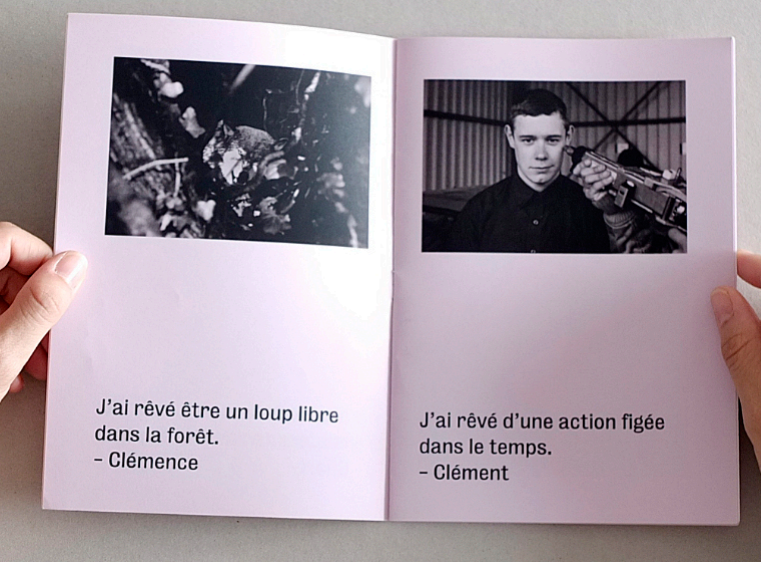 J'ai rêvé être un loup libre
dans la forêt.
– Clémence
J'ai rêvé d'une action figée
dans le temps.
– Clément